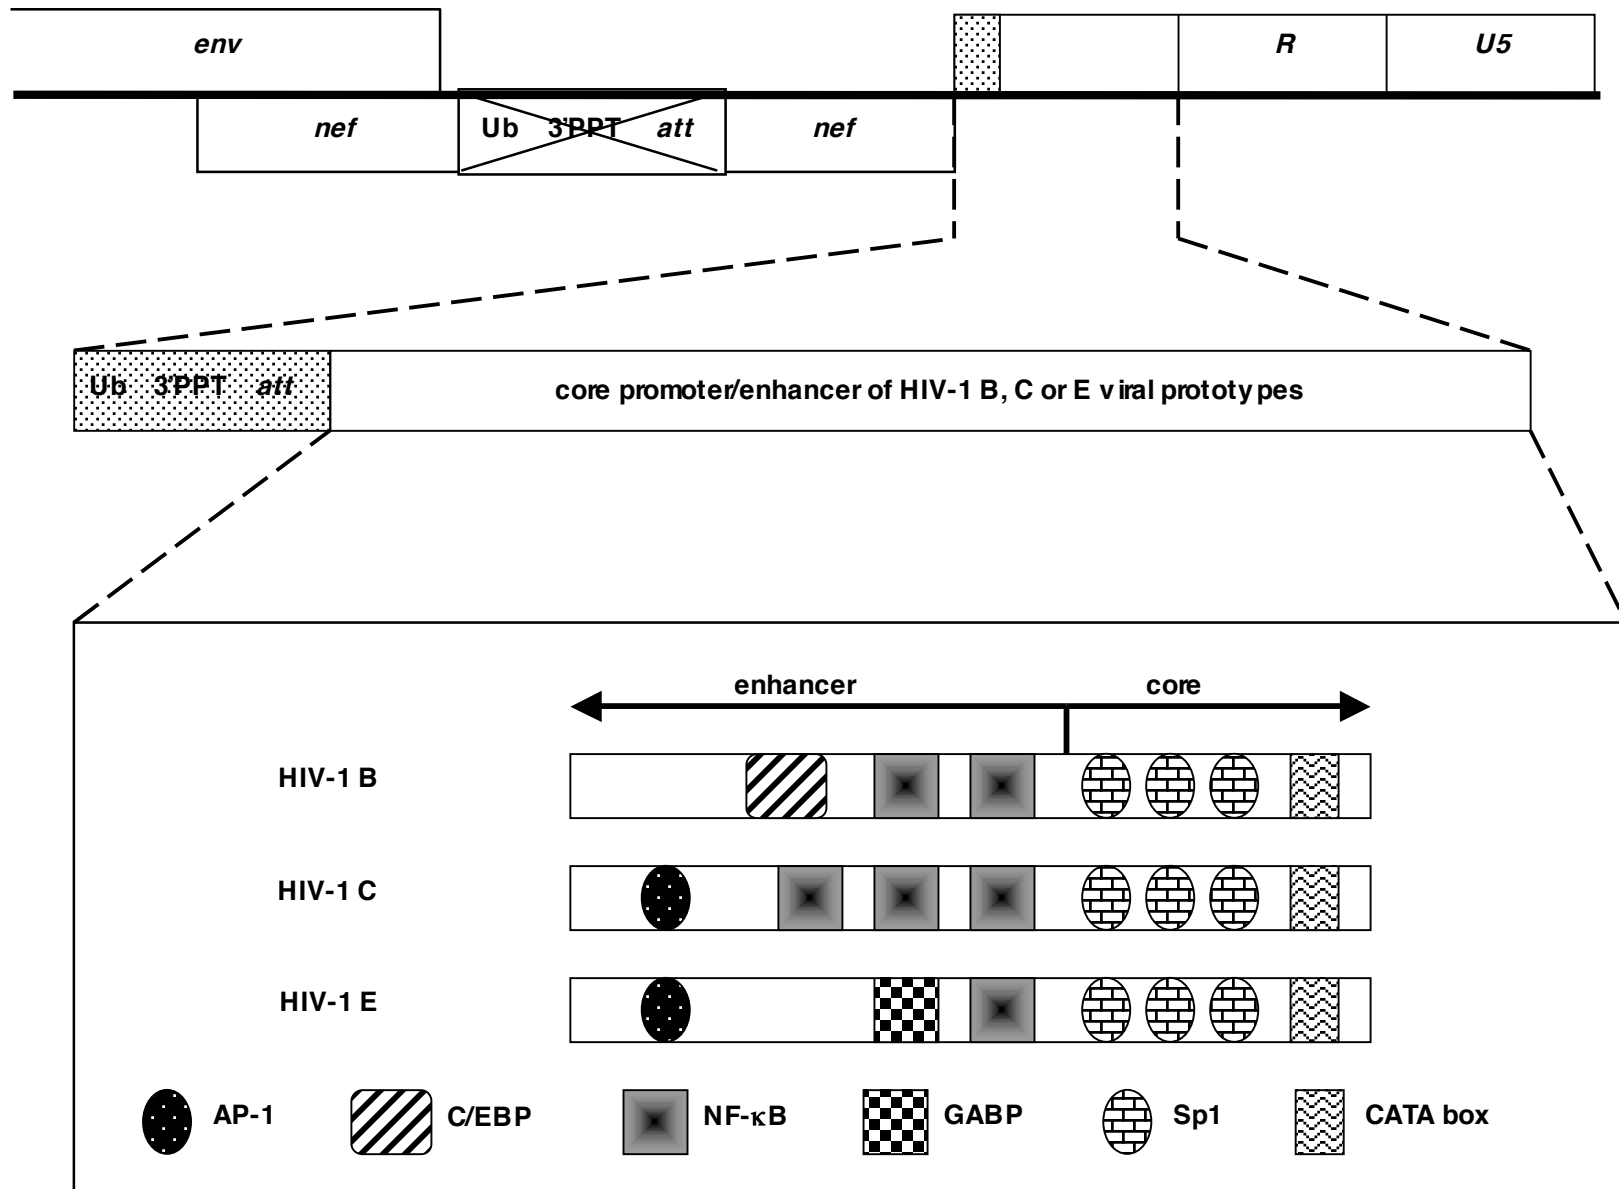 env
R U5
nef Ub 3'PPT att nef
Ub 3'PPT att core promoter/enhancer of HIV-1 B, C or E viral prototypes
enhancer core
HIV-1 B
HIV-1 C
HIV-1 E
AP-1 C/EBP NF-κB GABP Sp1 CATA box